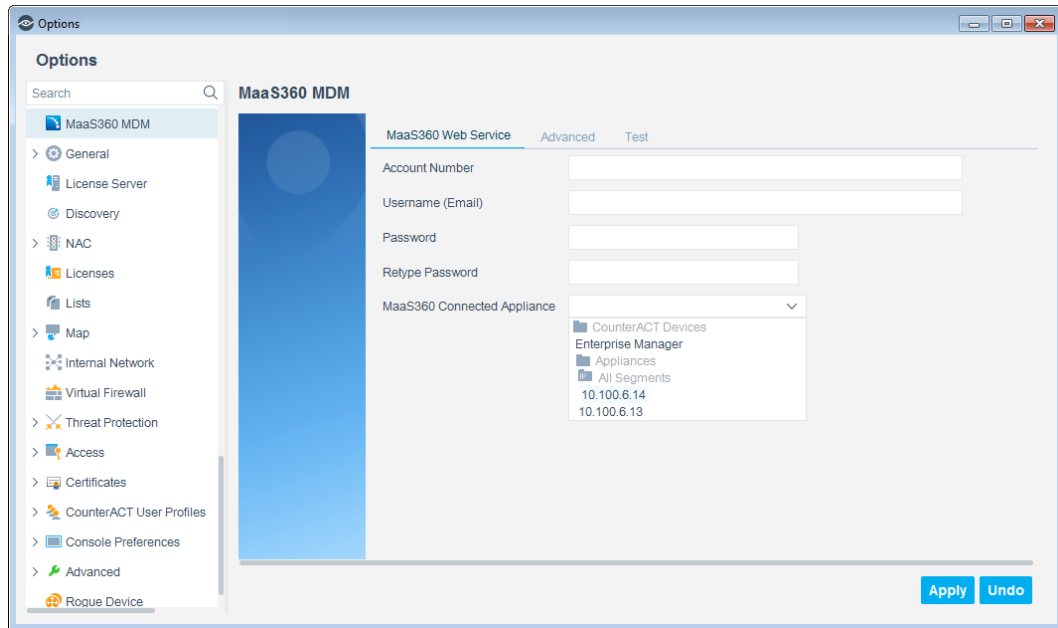 Options
Options
Search
MaaS360 MDM
General
License Server
Discovery
NAC
Licenses
Lists
Map
Internal Network
Virtual Firewall
Threat Protection
Access
Certificates
CounterACT User Profiles
Console Preferences
Advanced
Rogue Device
MaaS360 MDM
MaaS360 Web Service Advanced Test
Account Number
Username (Email)
Password
Retype Password
MaaS360 Connected Appliance
CounterACT Devices
Enterprise Manager
Appliances
IP All Segments
10.100.6.14
10.100.6.13
Apply Undo